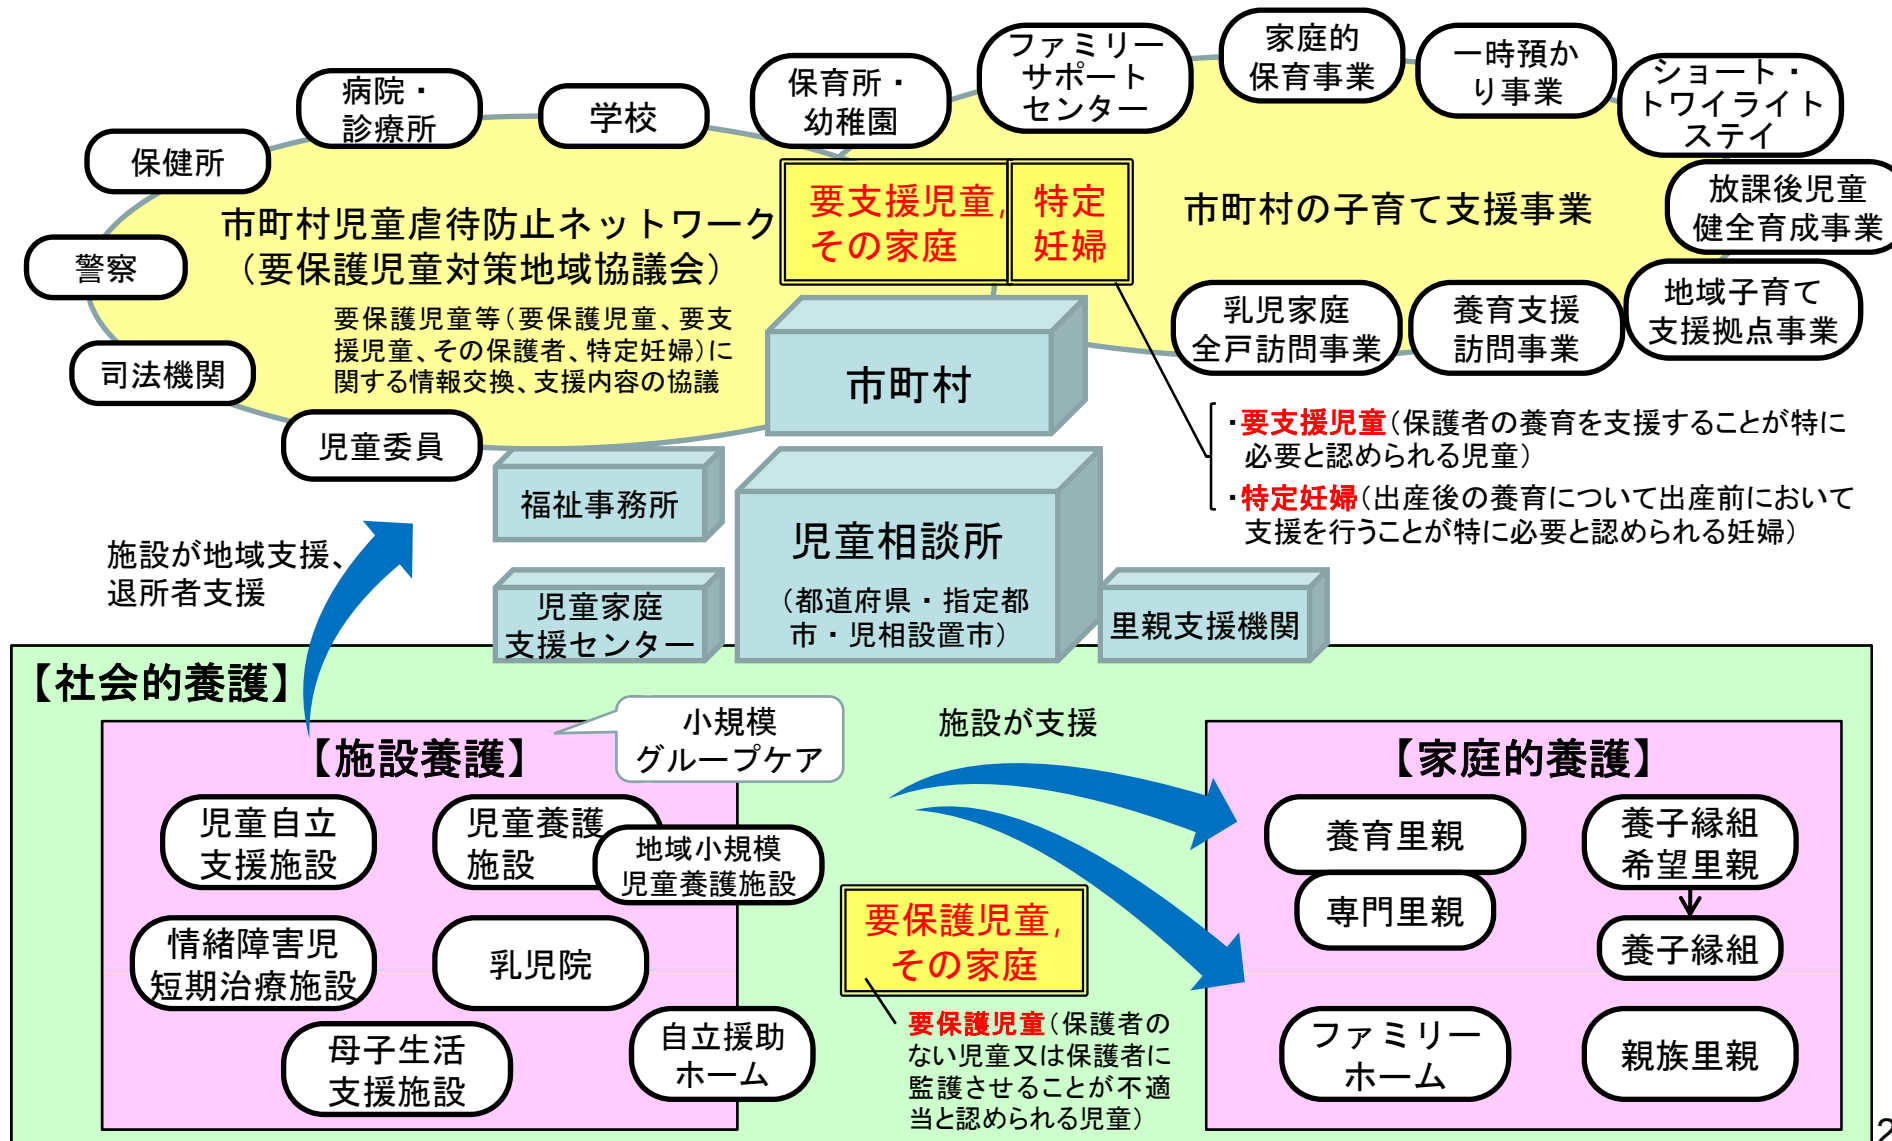 ファミリー
サポート
センター
家庭的
保育事業
一時預か
り事業
ショート・
トワイライト
ステイ
病院・
診療所
学校
保育所・
幼稚園
保健所
警察
司法機関
児童委員
市町村児童虐待防止ネットワーク
（要保護児童対策地域協議会）
要保護児童等（要保護児童、要支
援児童、その保護者、特定妊婦）に
関する情報交換、支援内容の協議
要支援児童,
その家庭
特定
妊婦
市町村の子育て支援事業
放課後児童
健全育成事業
地域子育て
支援拠点事業
養育支援
訪問事業
乳児家庭
全戸訪問事業
市町村
・要支援児童（保護者の養育を支援することが特に
必要と認められる児童）
・特定妊婦（出産後の養育について出産前において
支援を行うことが特に必要と認められる妊婦）
福祉事務所
児童相談所
（都道府県・指定都
市・児相設置市）
児童家庭
支援センター
里親支援機関
施設が地域支援、
退所者支援
【社会的養護】
【施設養護】
小規模
グループケア
施設が支援
【家庭的養護】
児童自立
支援施設
児童養護
施設
地域小規模
児童養護施設
情緒障害児
短期治療施設
乳児院
母子生活
支援施設
自立援助
ホーム
要保護児童,
その家庭
要保護児童（保護者の
ない児童又は保護者に
監護させることが不適
当と認められる児童）
養育里親
専門里親
養子縁組
希望里親
養子縁組
ファミリー
ホーム
親族里親
2